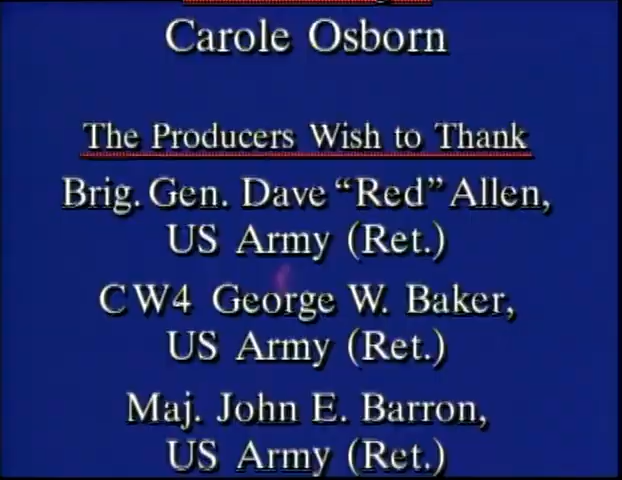 Carole Osborn
The Producers Wish to Thank
Brig. Gen. Dave “Red” Allen,
US Army (Ret.)
CW4 George W. Baker,
US Army (Ret.)
Maj. John E. Barron,
US Army (Ret.)